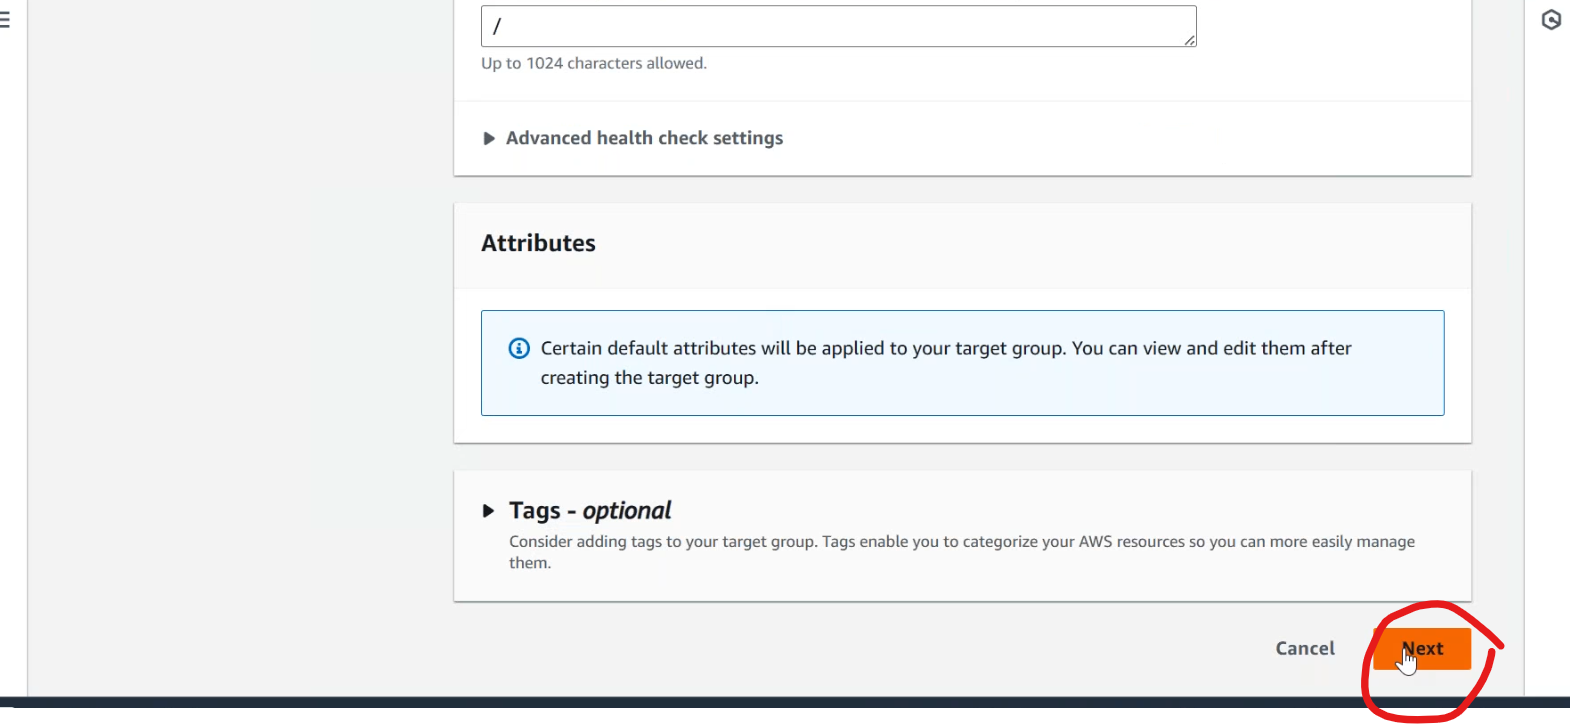 /
Up to 1024 characters allowed.
Advanced health check settings
Attributes
Certain default attributes will be applied to your target group. You can view and edit them after
creating the target group.
Tags - optional
Consider adding tags to your target group. Tags enable you to categorize your AWS resources so you can more easily manage
them.
Cancel
Next